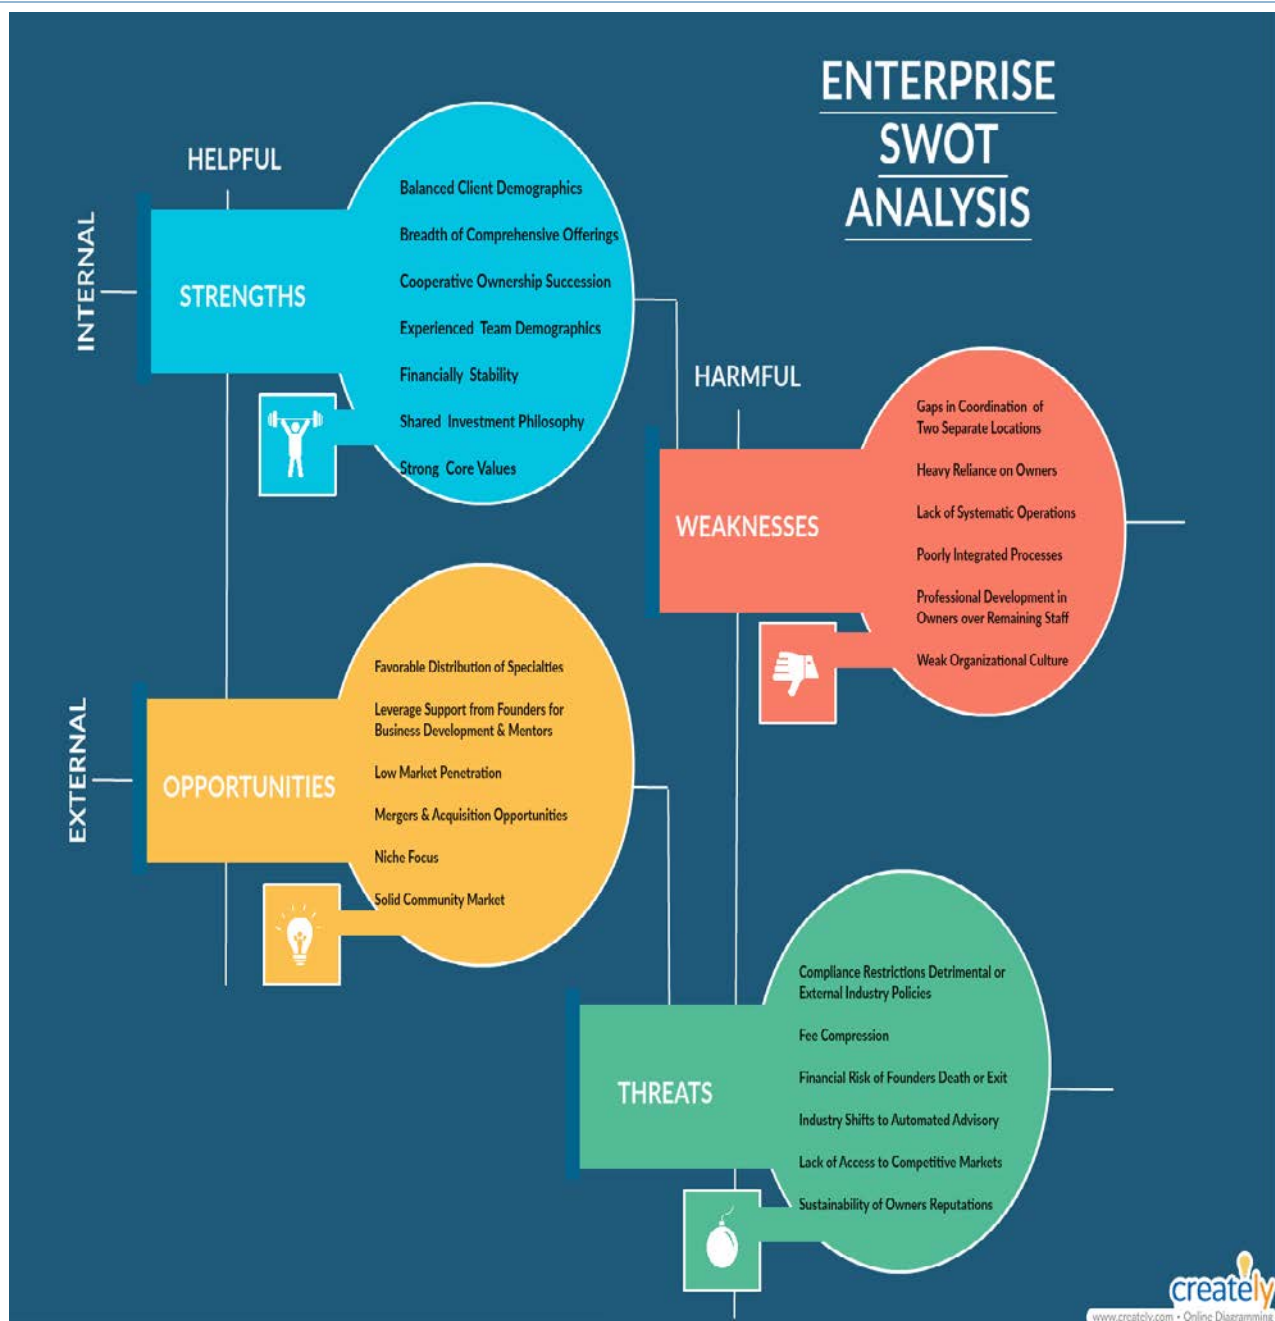 ENTERPRISE
SWOT
ANALYSIS
HELPFUL
INTERNAL
STRENGTHS
Balanced Client Demographics
Breadth of Comprehensive Offerings
Cooperative Ownership Succession
Experienced Team Demographics
Financially Stability
Shared Investment Philosophy
Strong Core Values
HARMFUL
WEAKNESSES
Gaps in Coordination of
Two Separate Locations
Heavy Reliance on Owners
Lack of Systematic Operations
Poorly Integrated Processes
Professional Development in
Owners over Remaining Staff
Weak Organizational Culture
EXTERNAL
OPPORTUNITIES
Favorable Distribution of Specialties
Leverage Support from Founders for
Business Development & Mentors
Low Market Penetration
Mergers & Acquisition Opportunities
Niche Focus
Solid Community Market
THREATS
Compliance Restrictions Detrimental or
External Industry Policies
Fee Compression
Financial Risk of Founders Death or Exit
Industry Shifts to Automated Advisory
Lack of Access to Competitive Markets
Sustainability of Owners Reputations
creately
www.creately.com • Online Diagramming